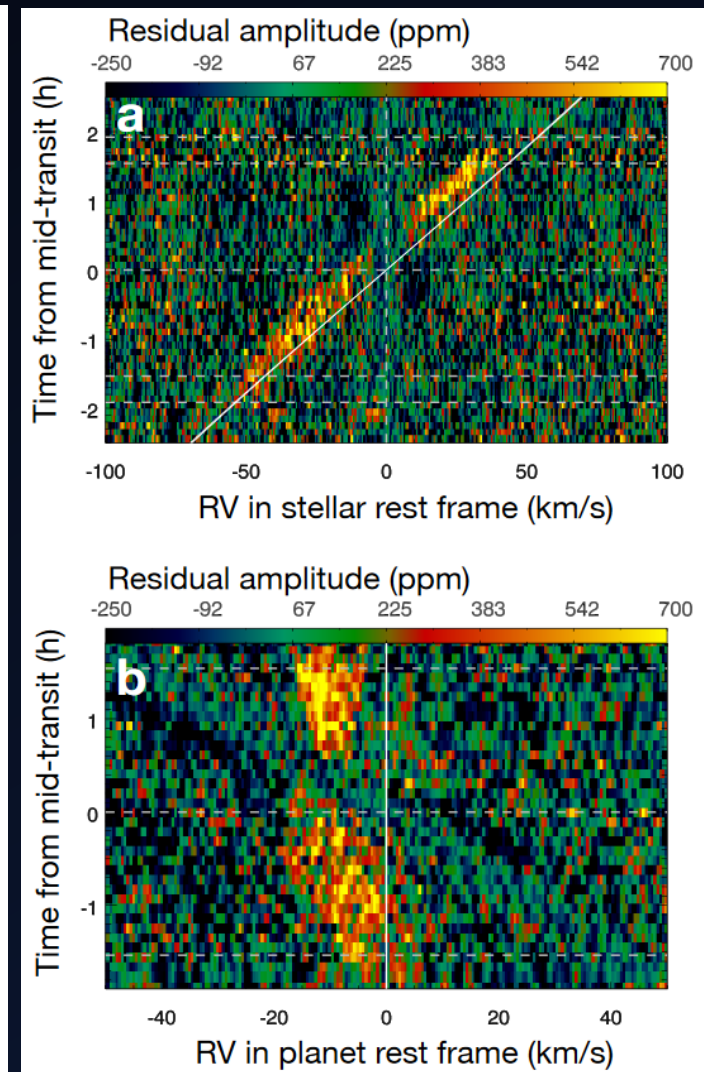 Residual amplitude (ppm)
-250 -92 67 225 383 542 700
a
2
1
0
-1
-2
Time from mid-transit (h)
-100 -50 0 50 100
RV in stellar rest frame (km/s)
Residual amplitude (ppm)
-250 -92 67 225 383 542 700
b
1
0
-1
Time from mid-transit (h)
-40 -20 0 20 40
RV in planet rest frame (km/s)